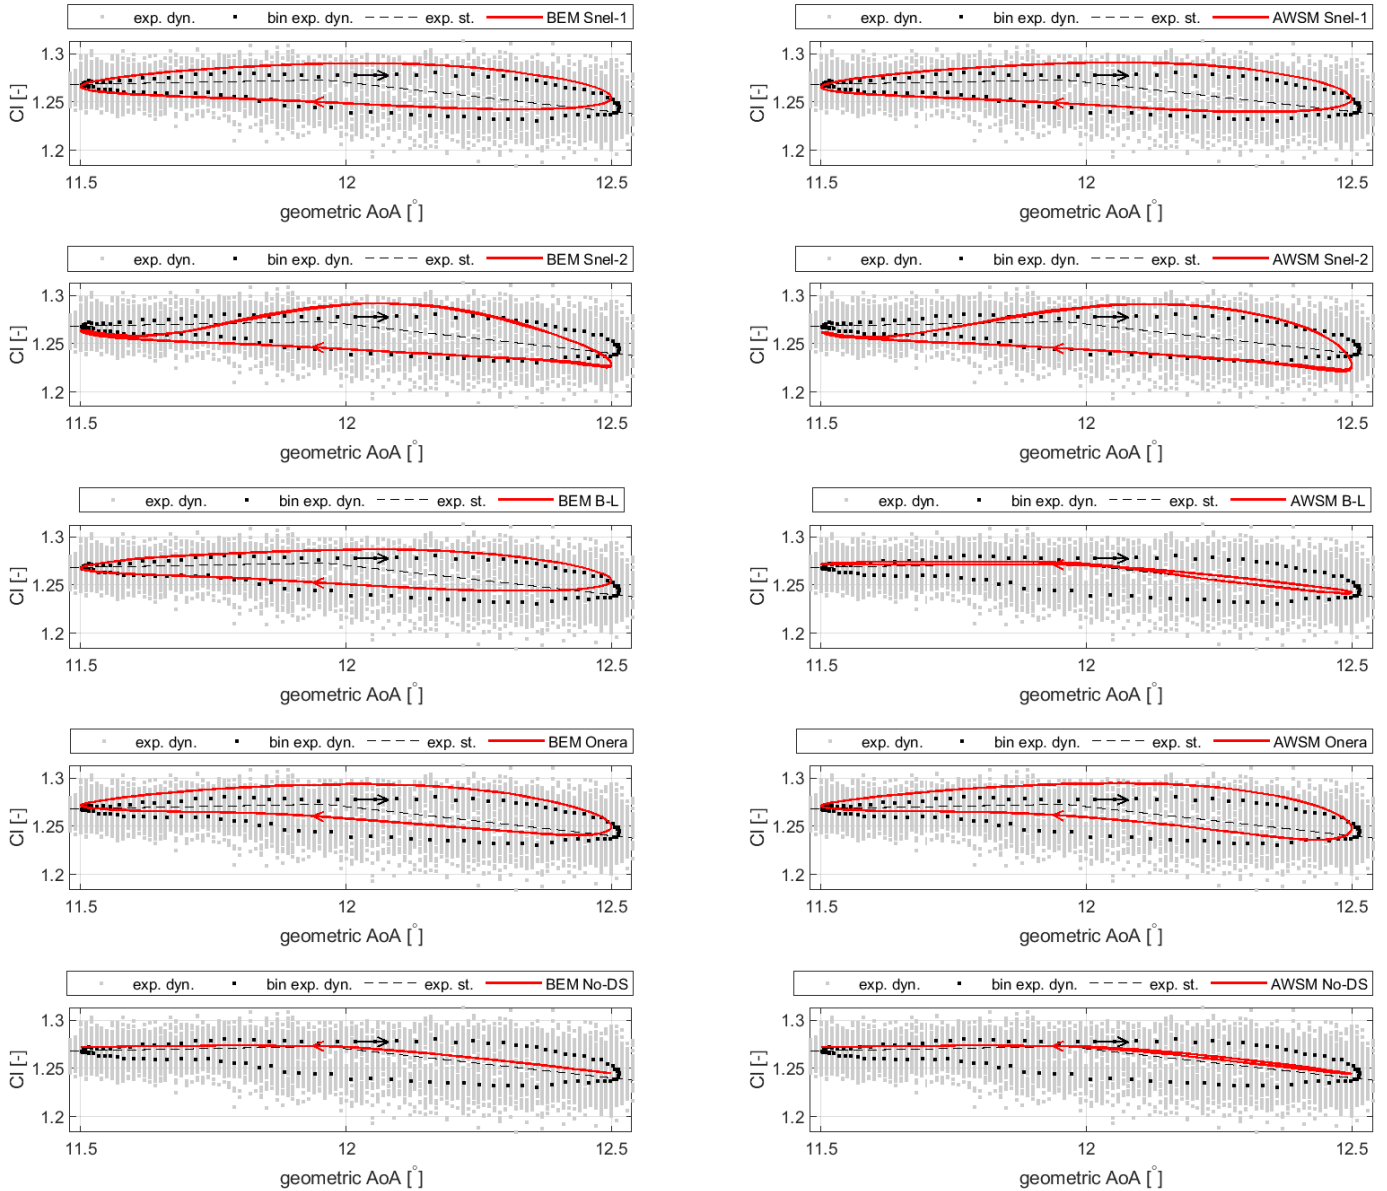 exp. dyn. bin exp. dyn. exp. st. BEM Snel-1
1.3
1.25
1.2
Cl [-]
11.5 12 12.5
geometric AoA [°]
exp. dyn. bin exp. dyn. exp. st. AWSM Snel-1
1.3
1.25
1.2
Cl [-]
11.5 12 12.5
geometric AoA [°]
exp. dyn. bin exp. dyn. exp. st. BEM Snel-2
1.3
1.25
1.2
Cl [-]
11.5 12 12.5
geometric AoA [°]
exp. dyn. bin exp. dyn. exp. st. AWSM Snel-2
1.3
1.25
1.2
Cl [-]
11.5 12 12.5
geometric AoA [°]
exp. dyn. bin exp. dyn. exp. st. BEM B-L
1.3
1.25
1.2
Cl [-]
11.5 12 12.5
geometric AoA [°]
exp. dyn. bin exp. dyn. exp. st. AWSM B-L
1.3
1.25
1.2
Cl [-]
11.5 12 12.5
geometric AoA [°]
exp. dyn. bin exp. dyn. exp. st. BEM Onera
1.3
1.25
1.2
Cl [-]
11.5 12 12.5
geometric AoA [°]
exp. dyn. bin exp. dyn. exp. st. AWSM Onera
1.3
1.25
1.2
Cl [-]
11.5 12 12.5
geometric AoA [°]
exp. dyn. bin exp. dyn. exp. st. BEM No-DS
1.3
1.25
1.2
Cl [-]
11.5 12 12.5
geometric AoA [°]
exp. dyn. bin exp. dyn. exp. st. AWSM No-DS
1.3
1.25
1.2
Cl [-]
11.5 12 12.5
geometric AoA [°]